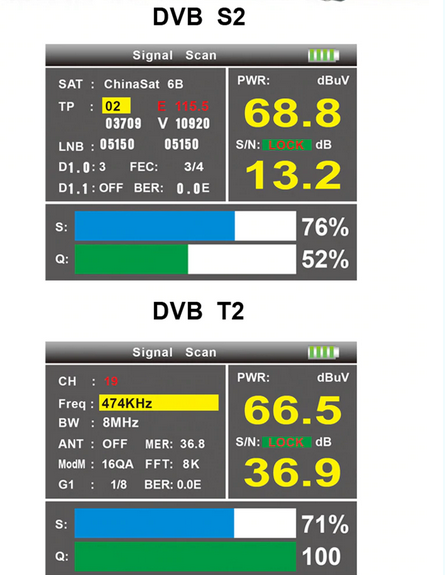 DVB S2
Signal Scan
SAT : ChinaSat 6B
TP : 02 E 115.5
03709 V 10920
LNB : 05150 05150
D1.0: 3 FEC: 3/4
D1.1: OFF BER: 0.0E
PWR: dBuV
68.8
S/N: LOCK dB
13.2
S: 76%
Q: 52%
DVB T2
Signal Scan
CH : 19
Freq : 474KHz
BW : 8MHz
ANT : OFF MER: 36.8
ModM : 16QA FFT: 8K
G1 : 1/8 BER: 0.0E
PWR: dBuV
66.5
S/N: LOCK dB
36.9
S: 71%
Q: 100